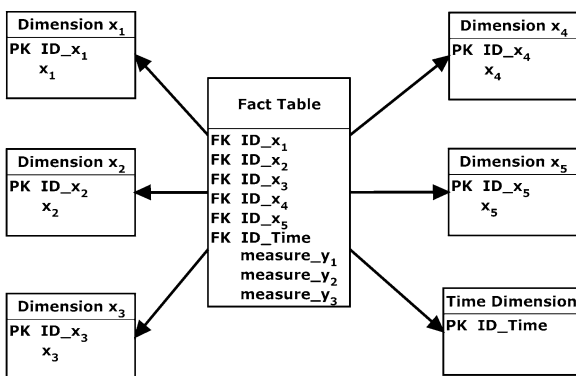 Dimension x₁
PK ID_x₁
x₁
Dimension x₂
PK ID_x₂
x₂
Dimension x₃
PK ID_x₃
x₃
Fact Table
FK ID_x₁
FK ID_x₂
FK ID_x₃
FK ID_x₄
FK ID_x₅
FK ID_Time
measure_y₁
measure_y₂
measure_y₃
Dimension x₄
PK ID_x₄
x₄
Dimension x₅
PK ID_x₅
x₅
Time Dimension
PK ID_Time